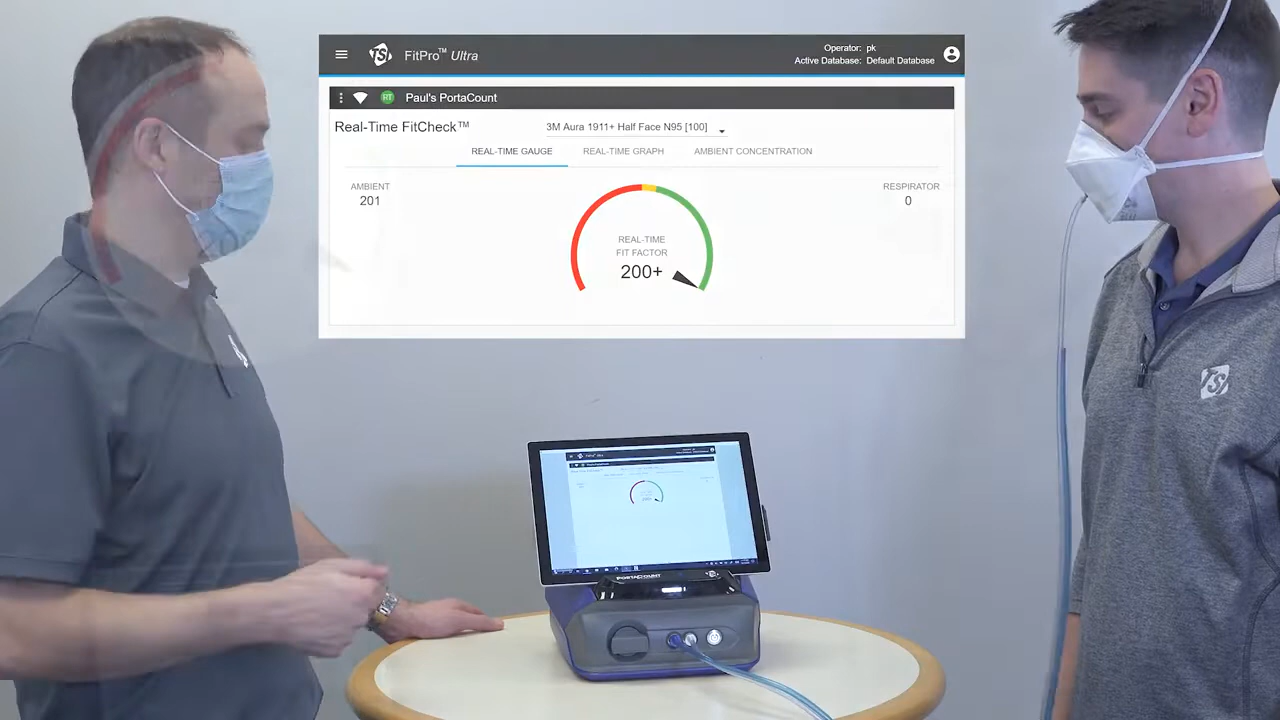 TSI
FitPro™ Ultra
Operator: pk
Active Database: Default Database
RT
Paul's PortaCount
Real-Time FitCheck™
3M Aura 1911+ Half Face N95 [100]
REAL-TIME GAUGE
REAL-TIME GRAPH
AMBIENT CONCENTRATION
AMBIENT
201
RESPIRATOR
0
REAL-TIME
FIT FACTOR
200+
TSI
PORTACOUNT